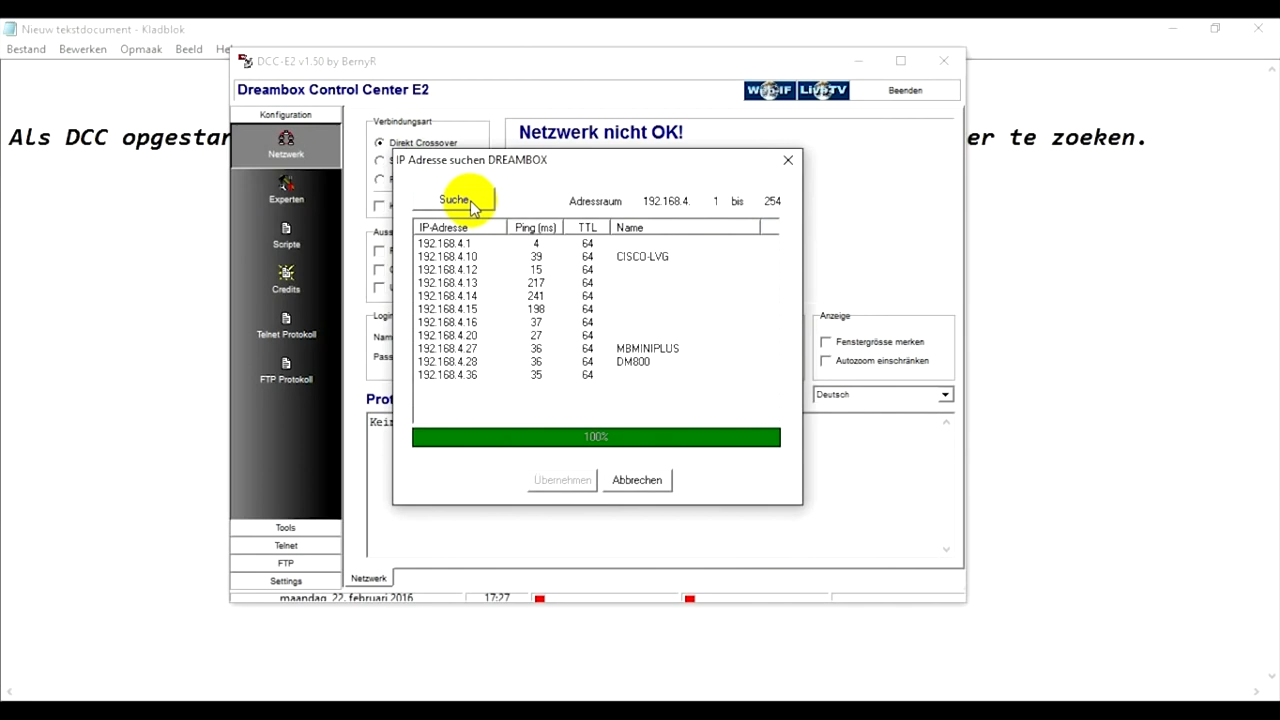 Nieuw tekstdocument - Kladblok
Bestand Bewerken Opmaak Beeld
DCC-E2 v1.50 by BernyR
Dreambox Control Center E2
Web-IF LiveTV Beenden
Konfiguration
Netzwerk
Experten
Scripte
Credits
Telnet Protokoll
FTP Protokoll
Tools
Telnet
FTP
Settings
Als DCC opgestar
er te zoeken.
Verbindungsart
Direkt Crossover
Netzwerk nicht OK!
IP Adresse suchen DREAMBOX
Suche
Adressraum 192.168.4. 1 bis 254
IP-Adresse Ping (ms) TTL Name
192.168.4.1 4 64
192.168.4.10 39 64 CISCO-LVG
192.168.4.12 15 64
192.168.4.13 217 64
192.168.4.14 241 64
192.168.4.15 198 64
192.168.4.16 37 64
192.168.4.20 27 64
192.168.4.27 36 64 MBMINIPLUS
192.168.4.28 36 64 DM800
192.168.4.36 35 64
100%
Übernehmen Abbrechen
Anzeige
Fenstergrösse merken
Autozoom einschränken
Deutsch
Netzwerk
maandag, 22. februari 2016 17:27